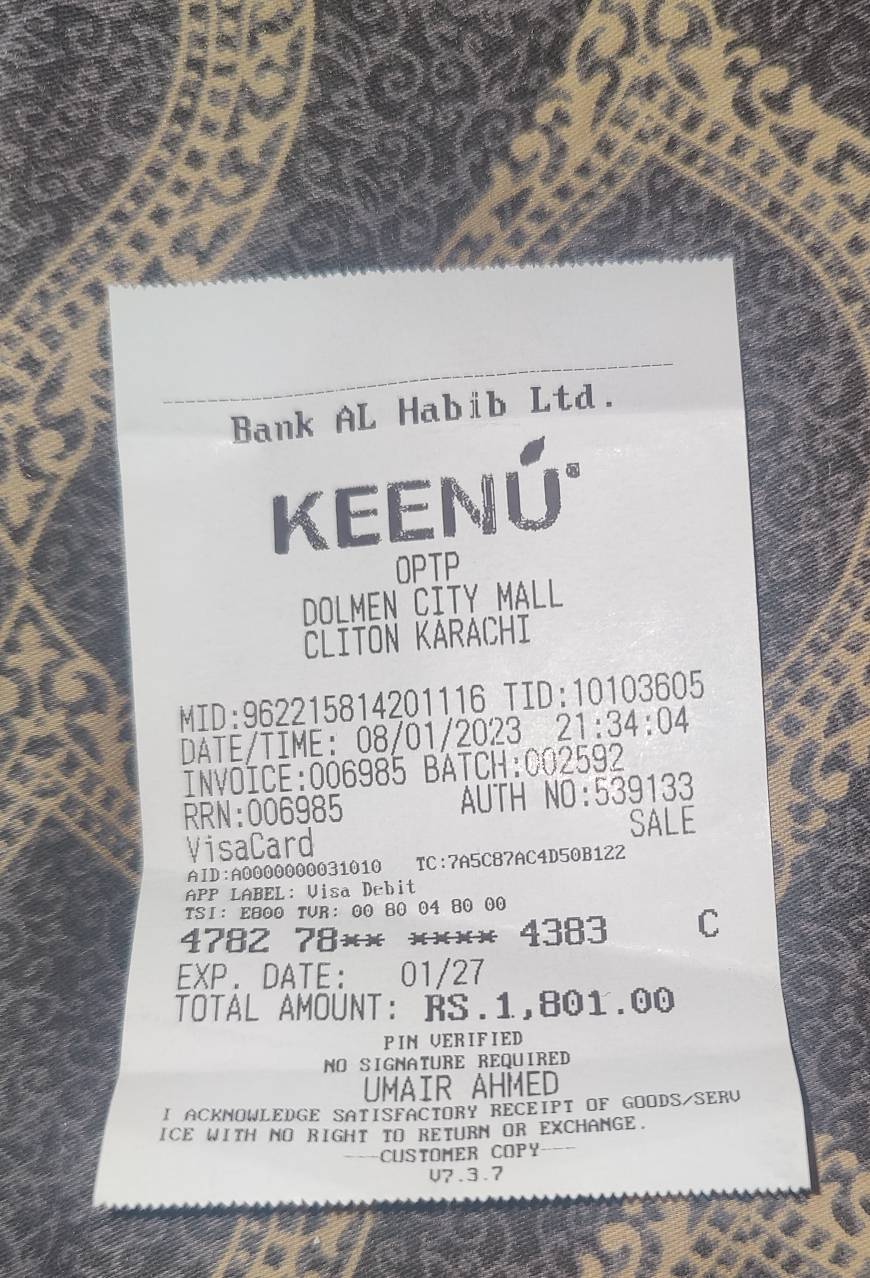 Bank AL Habib Ltd.
KEENÚ®
OPTP
DOLMEN CITY MALL
CLITON KARACHI
MID:962215814201116 TID:10103605
DATE/TIME: 08/01/2023 21:34:04
INVOICE:006985 BATCH:002592
RRN:006985 AUTH NO:539133
VisaCard SALE
AID:A0000000031010 TC:7A5C87AC4D50B122
APP LABEL: Visa Debit
TSI: E800 TVR: 00 80 04 80 00
4782 78** **** 4383 C
EXP. DATE: 01/27
TOTAL AMOUNT: RS.1,801.00
PIN VERIFIED
NO SIGNATURE REQUIRED
UMAIR AHMED
I ACKNOWLEDGE SATISFACTORY RECEIPT OF GOODS/SERV
ICE WITH NO RIGHT TO RETURN OR EXCHANGE.
---CUSTOMER COPY---
V7.3.7